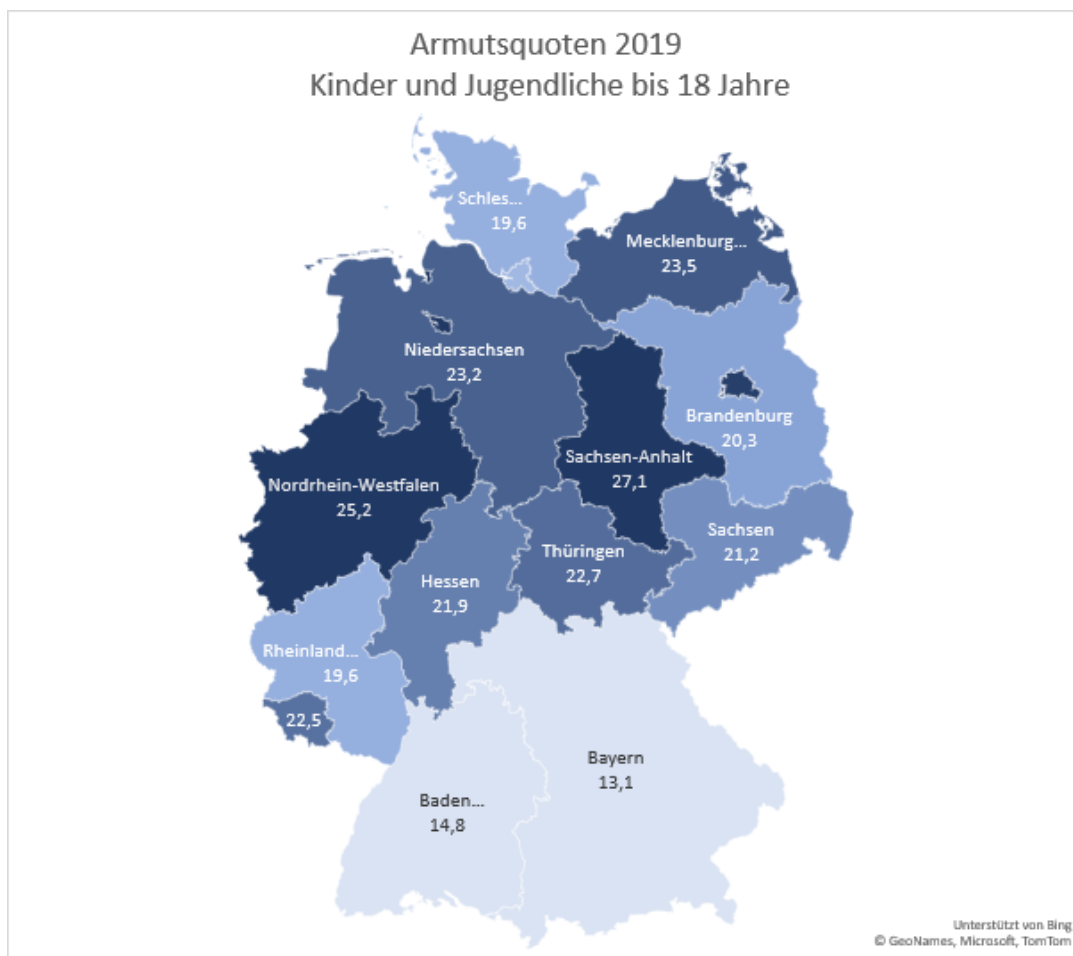 Armutsquoten 2019
Kinder und Jugendliche bis 18 Jahre
Schles...
19,6
Mecklenburg...
23,5
Niedersachsen
23,2
Brandenburg
20,3
Sachsen-Anhalt
27,1
Nordrhein-Westfalen
25,2
Sachsen
21,2
Thüringen
22,7
Hessen
21,9
Rheinland...
19,6
22,5
Bayern
13,1
Baden...
14,8
Unterstützt von Bing
© GeoNames, Microsoft, TomTom